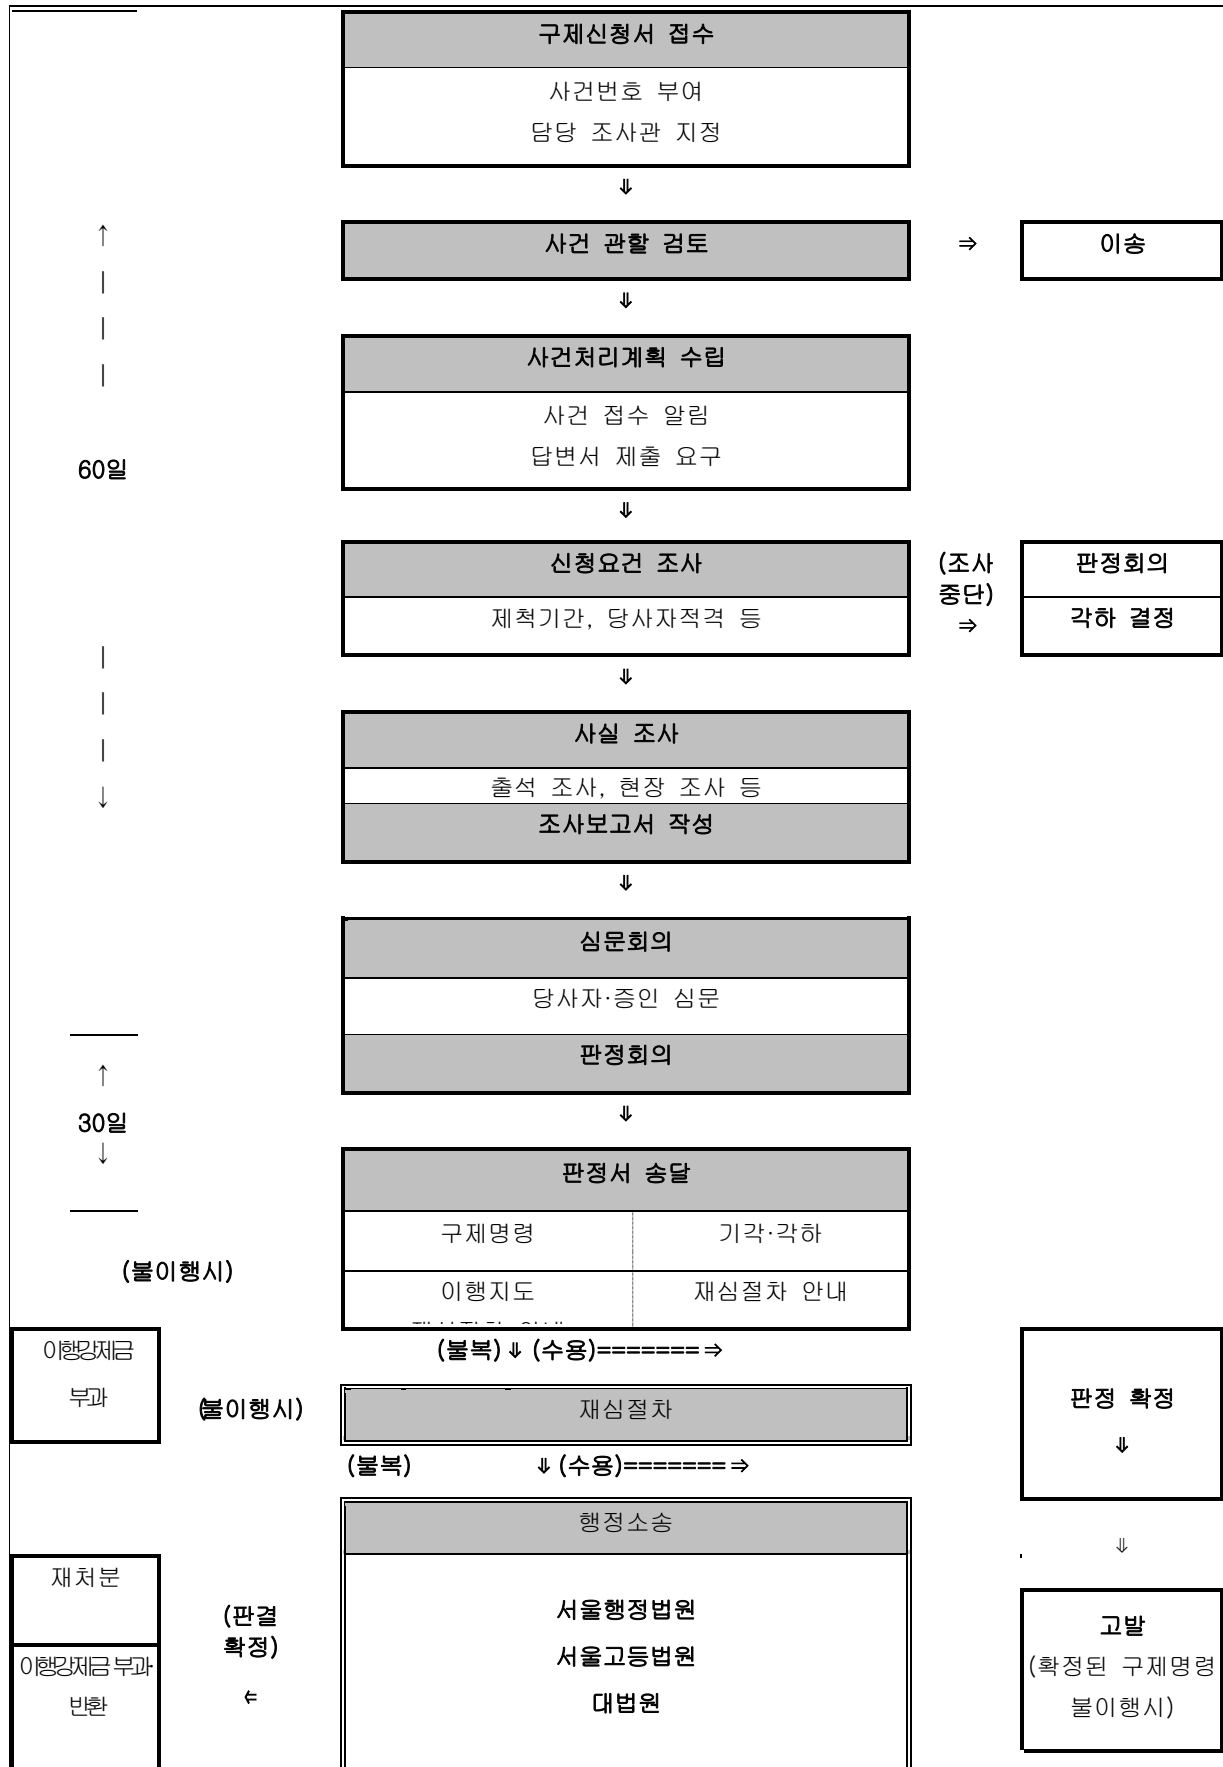 구제신청서 접수
사건번호 부여
담당 조사관 지정
⇓
↑
사건 관할 검토 ⇒ 이송
|
⇓
|
사건처리계획 수립
|
사건 접수 알림
답변서 제출 요구
60일
⇓
신청요건 조사 (조사 중단) ⇒ 판정회의
제척기간, 당사자적격 등 각하 결정
|
⇓
|
사실 조사
|
출석 조사, 현장 조사 등
↓
조사보고서 작성
⇓
심문회의
당사자·증인 심문
판정회의
↑
30일
⇓
↓
판정서 송달
구제명령 기각·각하
(불이행시)
이행지도 재심절차 안내
이행강제금
부과
(불복) ⇓ (수용)=======⇒
(불이행시) 재심절차
판정 확정
⇓
(불복) ⇓ (수용)=======⇒
행정소송
⇓
재처분
이행강제금 부과·
반환
(판결
확정)
⇐
서울행정법원
서울고등법원
대법원
고발
(확정된 구제명령
불이행시)